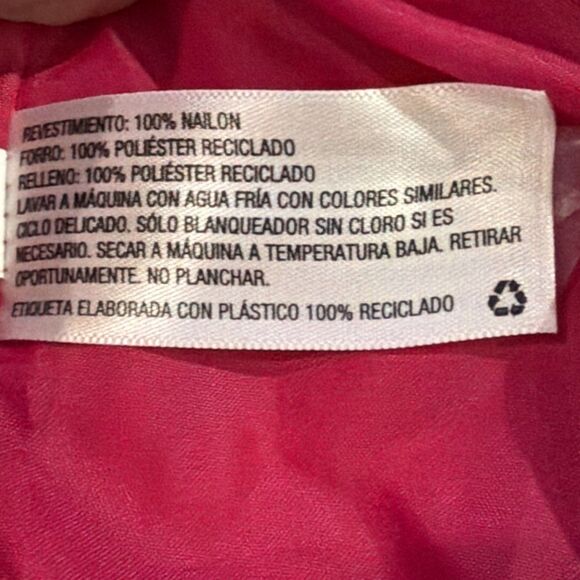 REVESTIMIENTO: 100% NAILON
FORRO: 100% POLIÉSTER RECICLADO
RELLENO: 100% POLIÉSTER RECICLADO
LAVAR A MÁQUINA CON AGUA FRÍA CON COLORES SIMILARES.
CICLO DELICADO. SÓLO BLANQUEADOR SIN CLORO SI ES
NECESARIO. SECAR A MÁQUINA A TEMPERATURA BAJA. RETIRAR
OPORTUNAMENTE. NO PLANCHAR.
ETIQUETA ELABORADA CON PLÁSTICO 100% RECICLADO